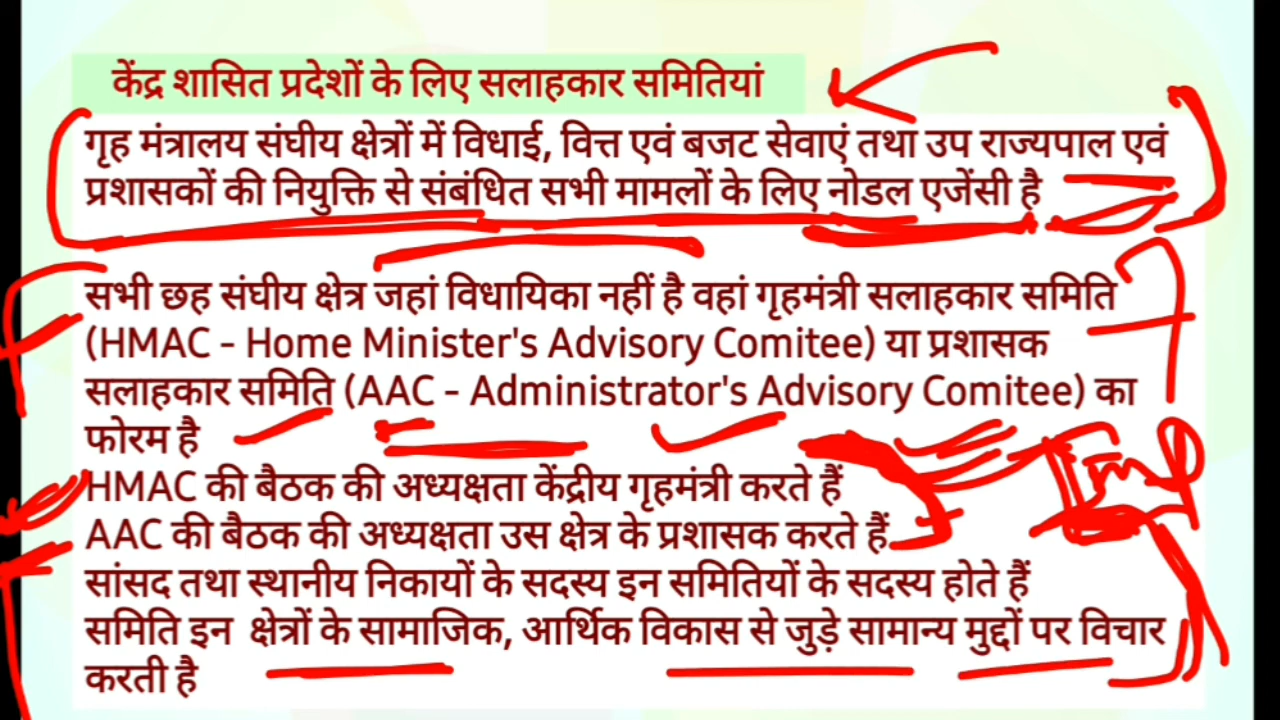 केंद्र शासित प्रदेशों के लिए सलाहकार समितियां
गृह मंत्रालय संघीय क्षेत्रों में विधाई, वित्त एवं बजट सेवाएं तथा उप राज्यपाल एवं
प्रशासकों की नियुक्ति से संबंधित सभी मामलों के लिए नोडल एजेंसी है
सभी छह संघीय क्षेत्र जहां विधायिका नहीं है वहां गृहमंत्री सलाहकार समिति
(HMAC - Home Minister's Advisory Comitee) या प्रशासक
सलाहकार समिति (AAC - Administrator's Advisory Comitee) का
फोरम है
HMAC की बैठक की अध्यक्षता केंद्रीय गृहमंत्री करते हैं
Imp
AAC की बैठक की अध्यक्षता उस क्षेत्र के प्रशासक करते हैं
सांसद तथा स्थानीय निकायों के सदस्य इन समितियों के सदस्य होते हैं
समिति इन क्षेत्रों के सामाजिक, आर्थिक विकास से जुड़े सामान्य मुद्दों पर विचार
करती है